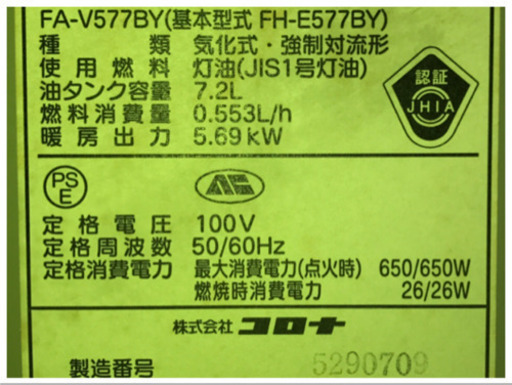 FA-V577BY(基本型式 FH-E577BY)
種類 気化式・強制対流形
使用燃料 灯油(JIS1号灯油)
油タンク容量 7.2L
燃料消費量 0.553L/h
暖房出力 5.69kW
認証
JHIA
PS
E
定格電圧 100V
定格周波数 50/60Hz
定格消費電力 最大消費電力(点火時) 650/650W
燃焼時消費電力 26/26W
株式会社 コロナ
製造番号 5290709